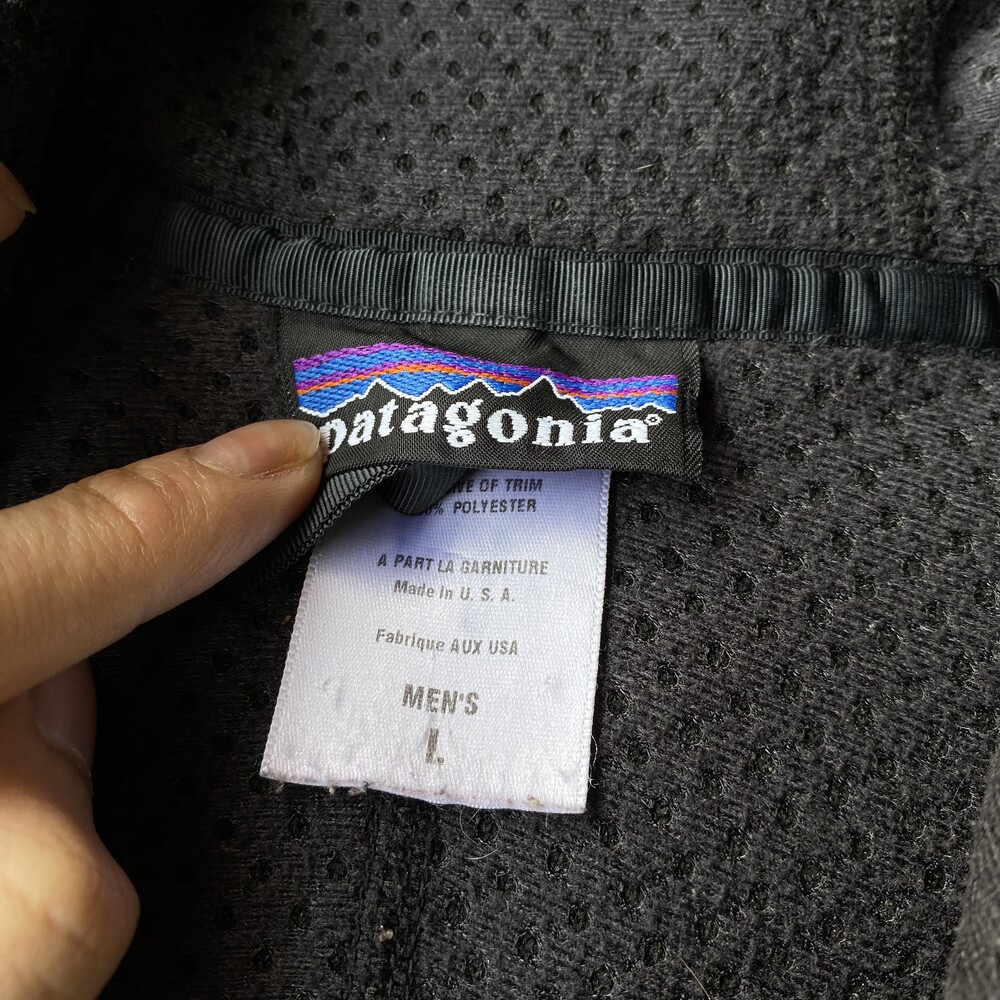 patagonia®
OF TRIM
% POLYESTER
A PART LA GARNITURE
Made in U. S. A.
Fabrique AUX USA
MEN'S
L